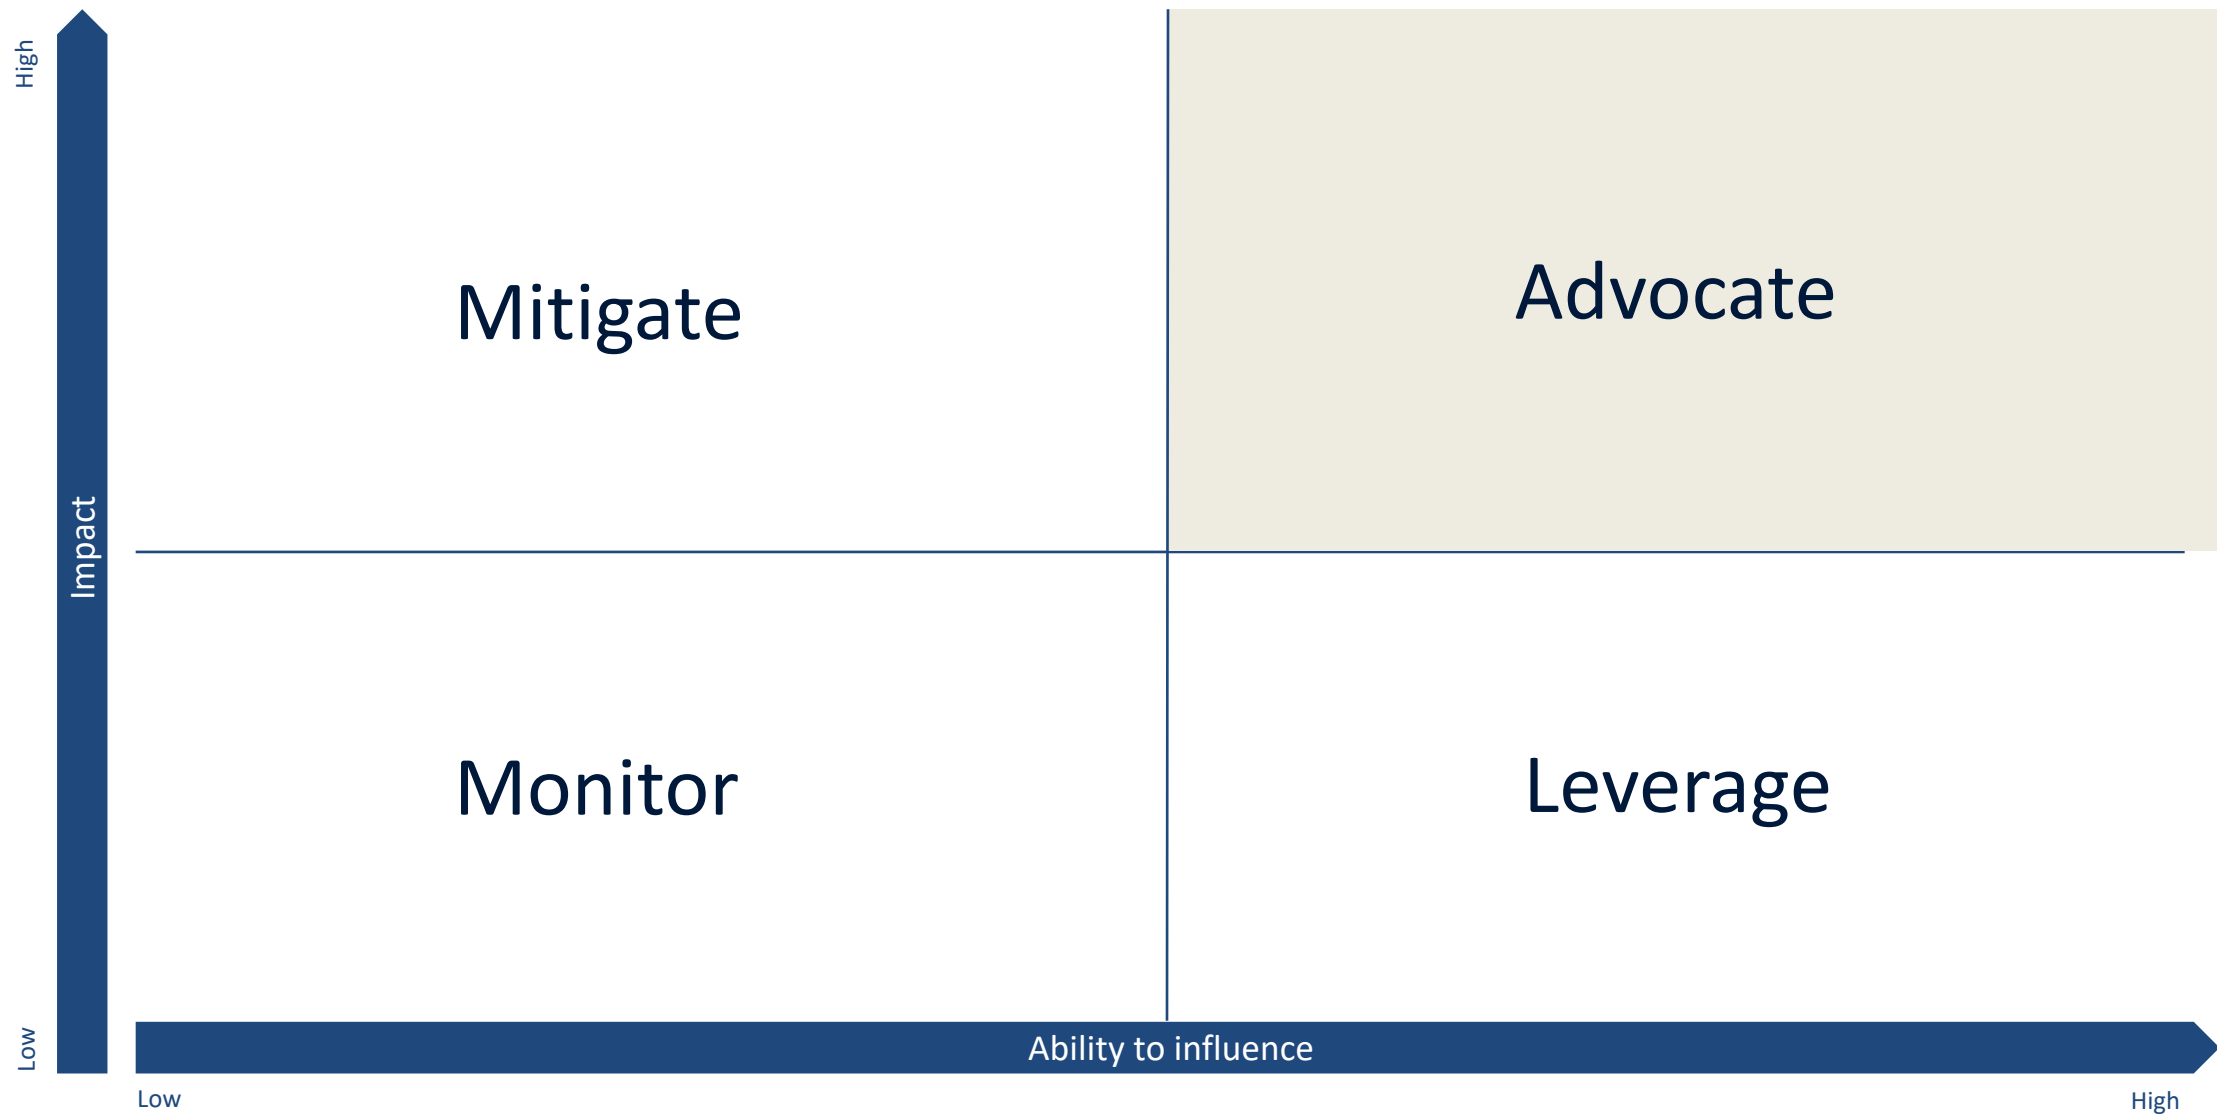 High
Mitigate
Advocate
Impact
Monitor
Leverage
Low
Ability to influence
Low
High